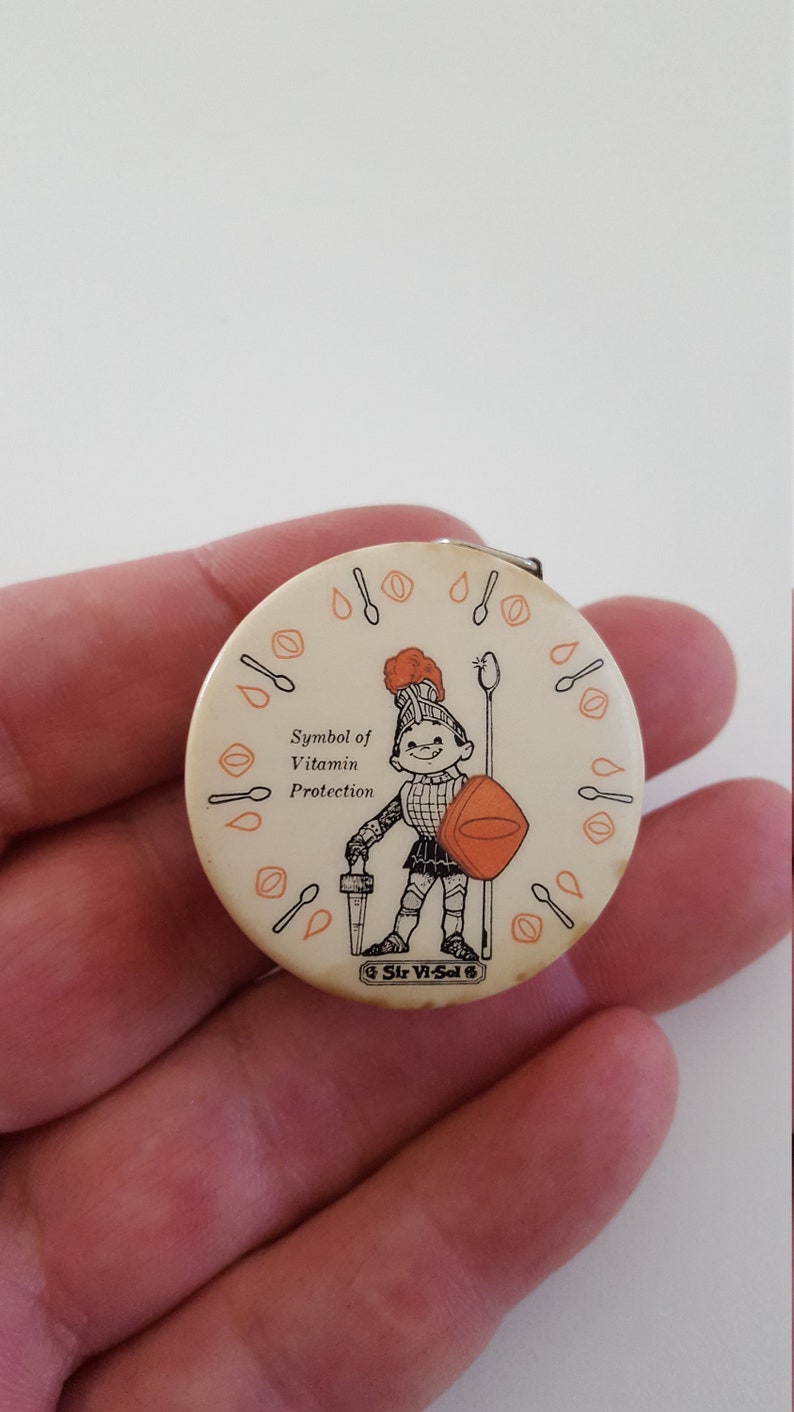 Symbol of
Vitamin
Protection
Sir Vi-Sol